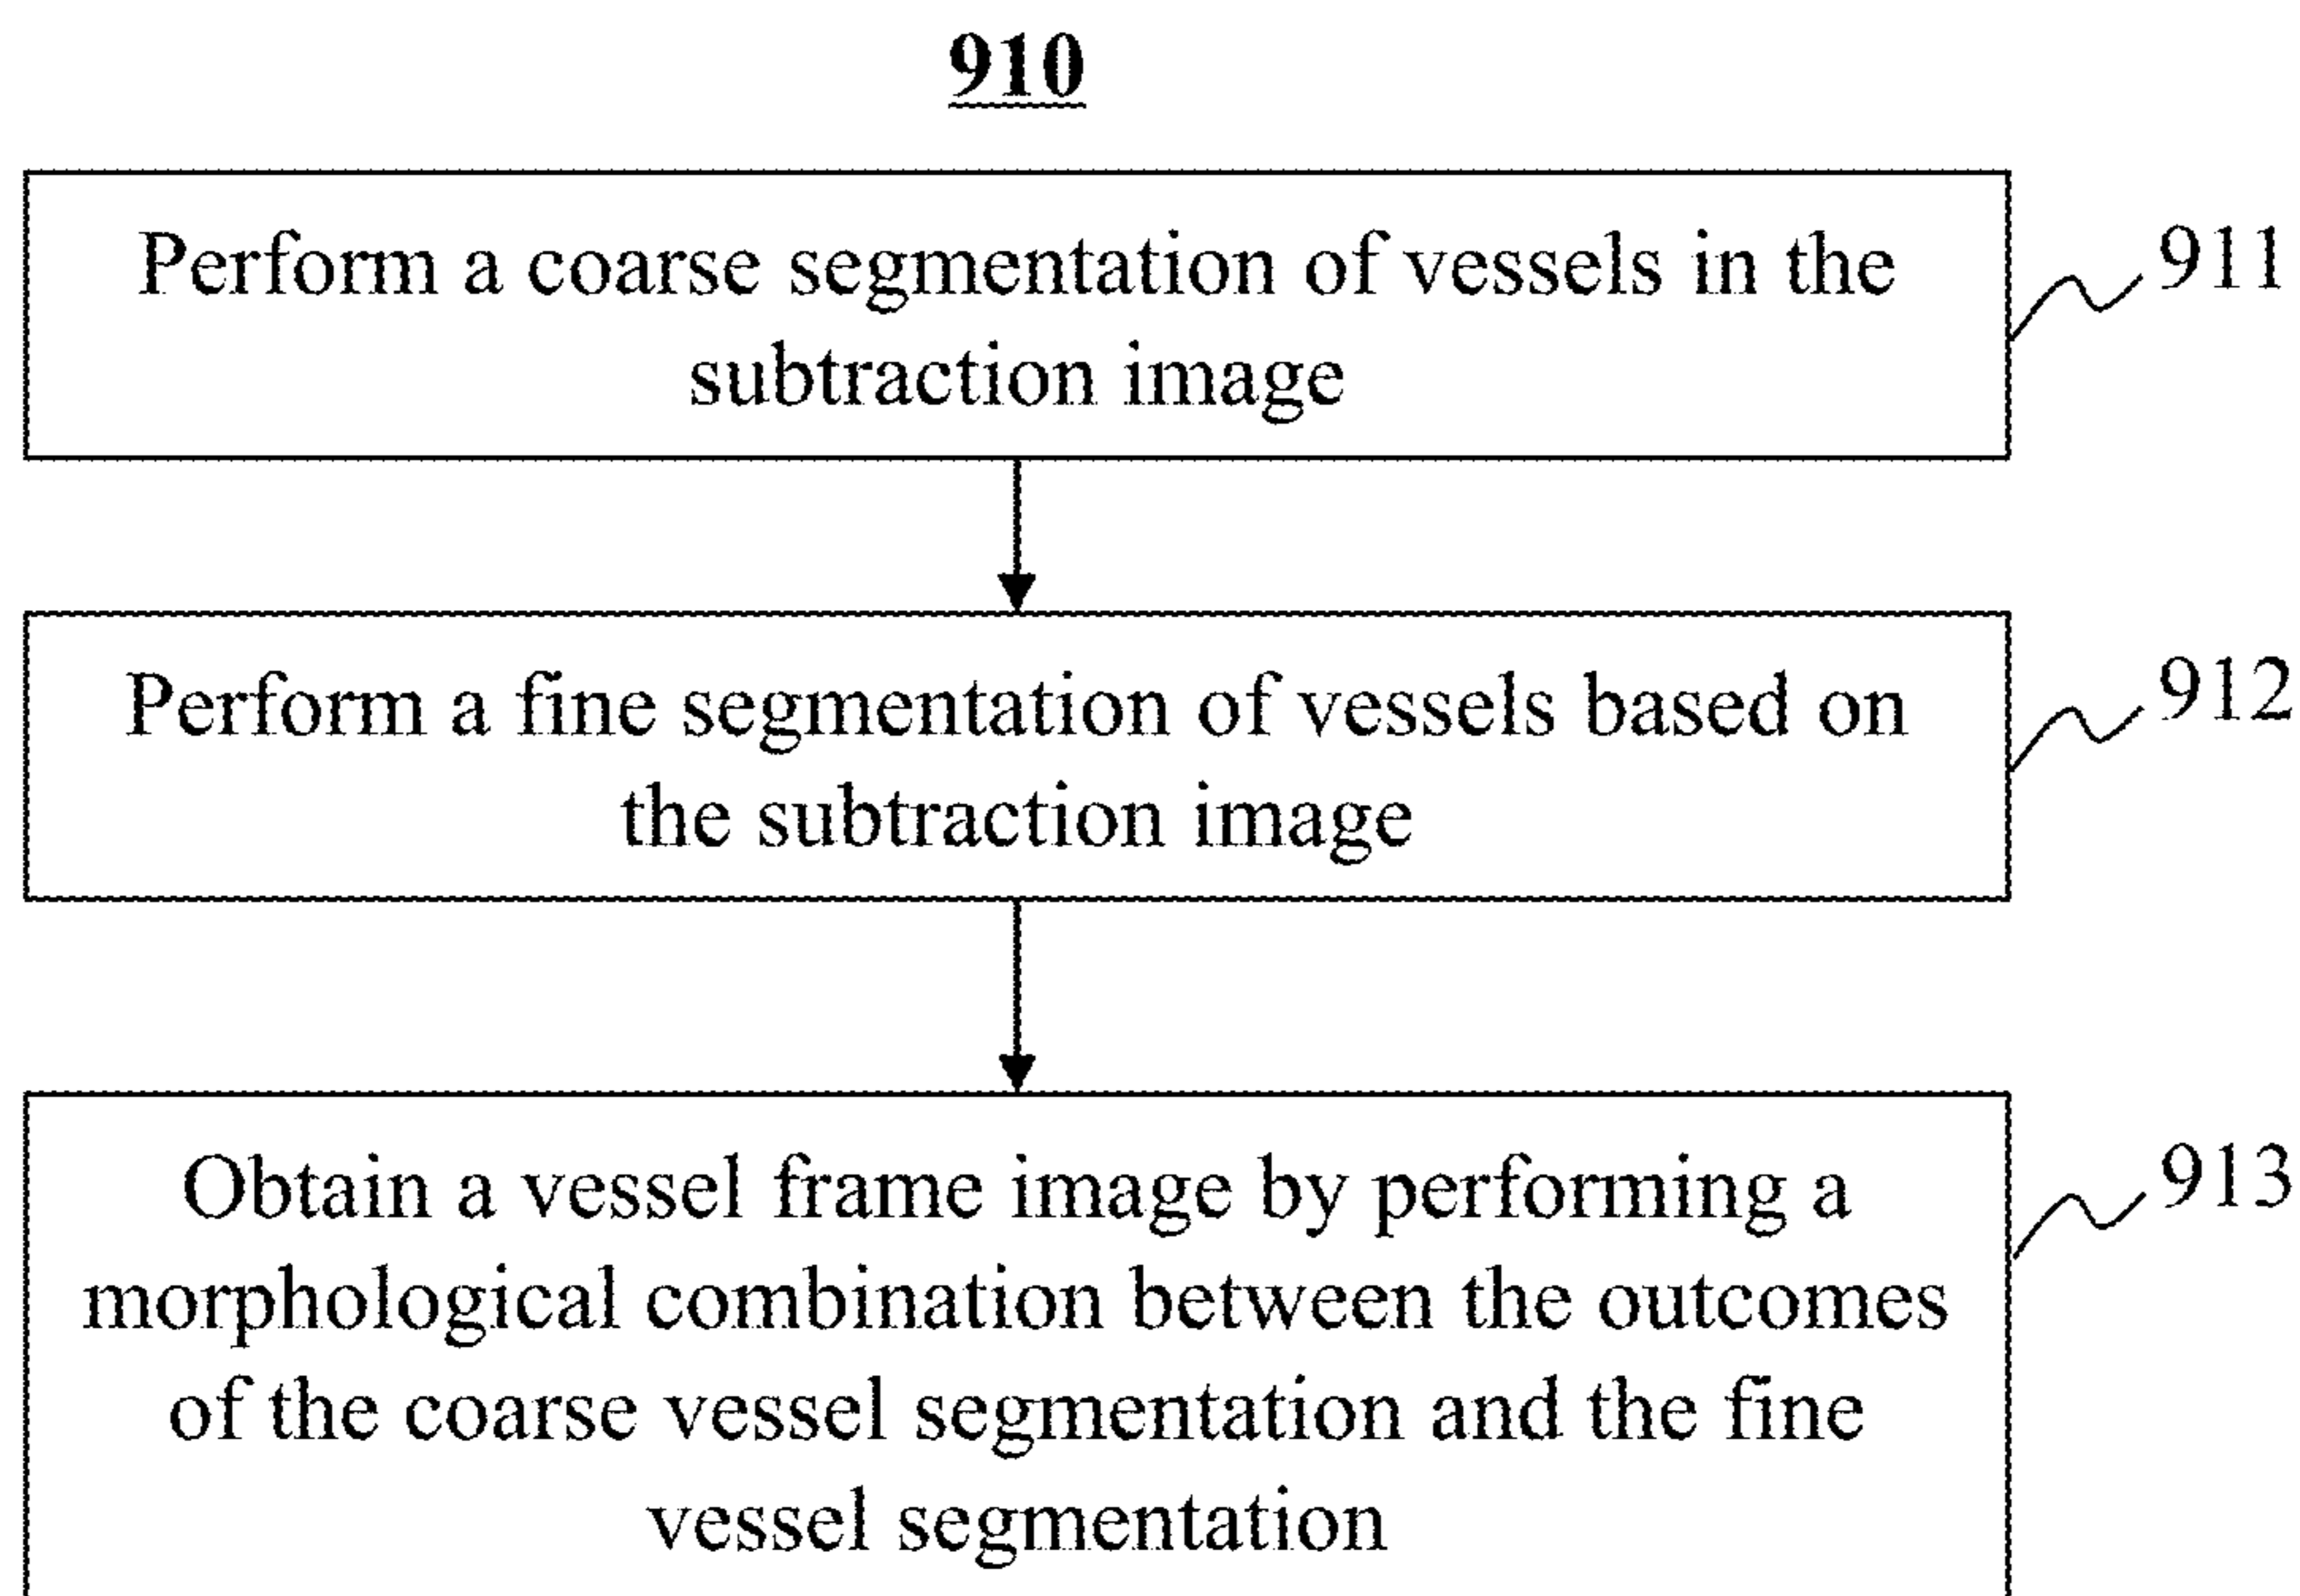 910
Perform a coarse segmentation of vessels in the
subtraction image
911
Perform a fine segmentation of vessels based on
the subtraction image
912
Obtain a vessel frame image by performing a
morphological combination between the outcomes
of the coarse vessel segmentation and the fine
vessel segmentation
913